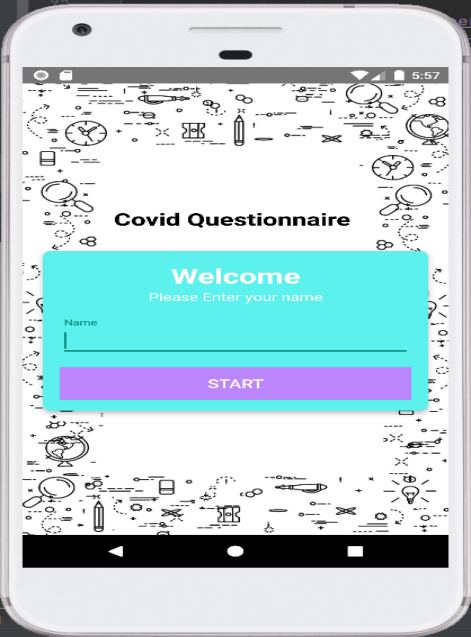 5:57
Covid Questionnaire
Welcome
Please Enter your name
Name
START